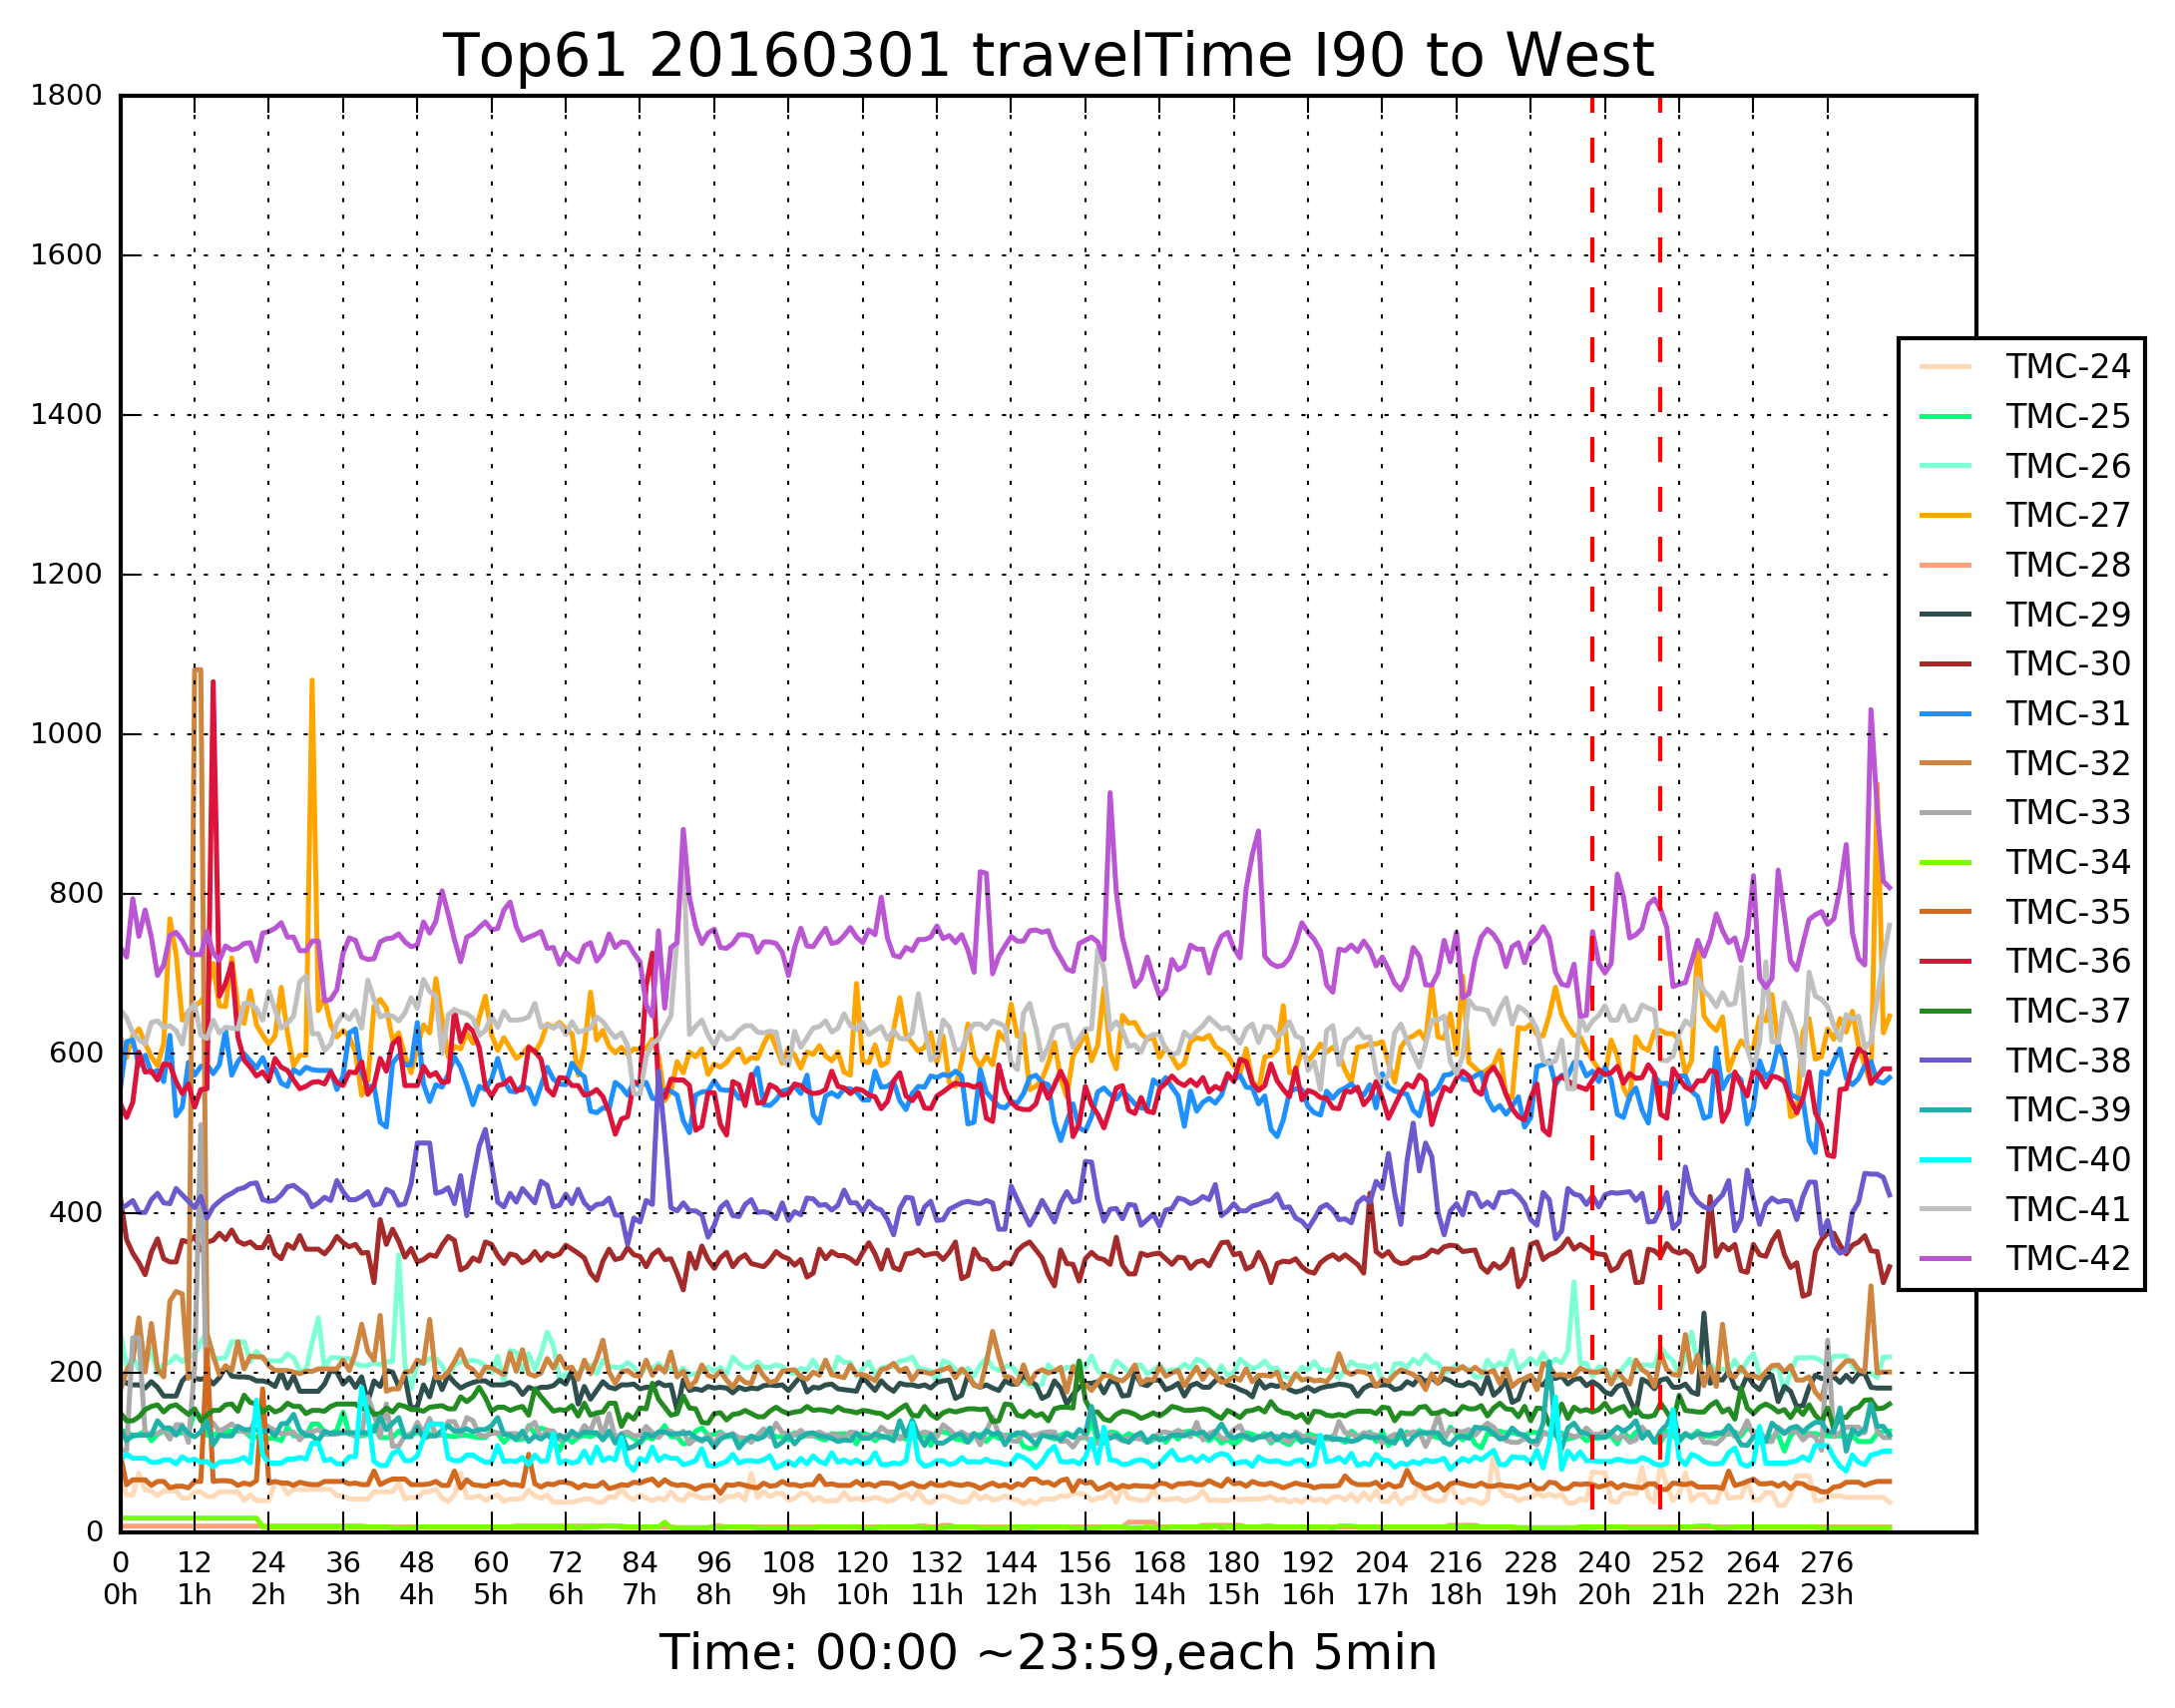 Top61 20160301 travelTime I90 to West
1800
1600
1400
1200
1000
800
600
400
200
0
TMC-24
TMC-25
TMC-26
TMC-27
TMC-28
TMC-29
TMC-30
TMC-31
TMC-32
TMC-33
TMC-34
TMC-35
TMC-36
TMC-37
TMC-38
TMC-39
TMC-40
TMC-41
TMC-42
0 12 24 36 48 60 72 84 96 108 120 132 144 156 168 180 192 204 216 228 240 252 264 276
0h 1h 2h 3h 4h 5h 6h 7h 8h 9h 10h 11h 12h 13h 14h 15h 16h 17h 18h 19h 20h 21h 22h 23h
Time: 00:00 ~23:59,each 5min